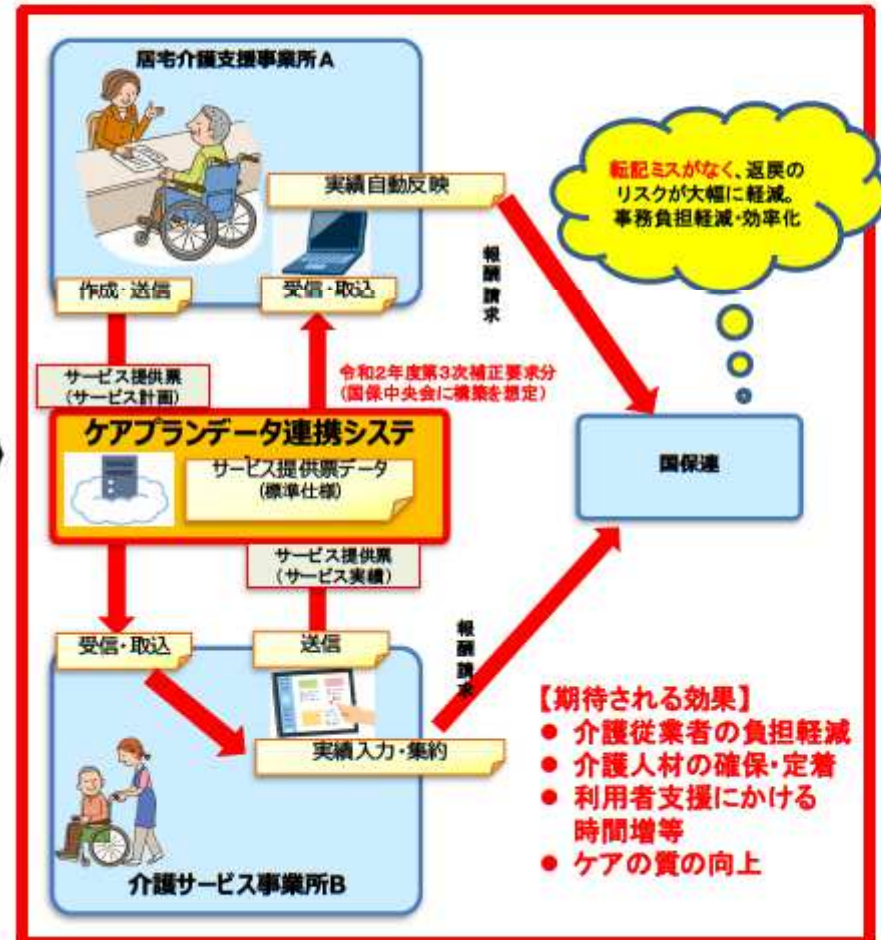 居宅介護支援事業所A
実績自動反映
作成・送信
受信・取込
報酬請求
転記ミスがなく、返戻の
リスクが大幅に軽減。
事務負担軽減・効率化
サービス提供票
(サービス計画)
令和2年度第3次補正要求分
(国保中央会に構築を想定)
ケアプランデータ連携システ
サービス提供票データ
(標準仕様)
国保連
サービス提供票
(サービス実績)
受信・取込
送信
報酬請求
実績入力・集約
介護サービス事業所B
【期待される効果】
● 介護従業者の負担軽減
● 介護人材の確保・定着
● 利用者支援にかける
時間増等
● ケアの質の向上